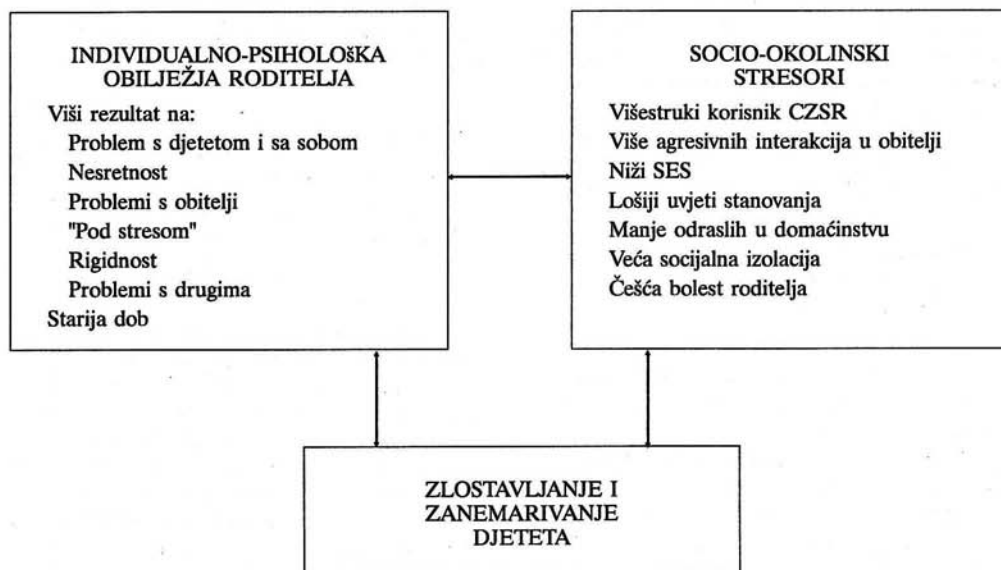 INDIVIDUALNO-PSIHOLOšKA
OBILJEŽJA RODITELJA
Viši rezultat na:
Problem s djetetom i sa sobom
Nesretnost
Problemi s obitelji
"Pod stresom"
Rigidnost
Problemi s drugima
Starija dob
SOCIO-OKOLINSKI
STRESORI
Višestruki korisnik CZSR
Više agresivnih interakcija u obitelji
Niži SES
Lošiji uvjeti stanovanja
Manje odraslih u domaćinstvu
Veća socijalna izolacija
Češća bolest roditelja
ZLOSTAVLJANJE I
ZANEMARIVANJE
DJETETA